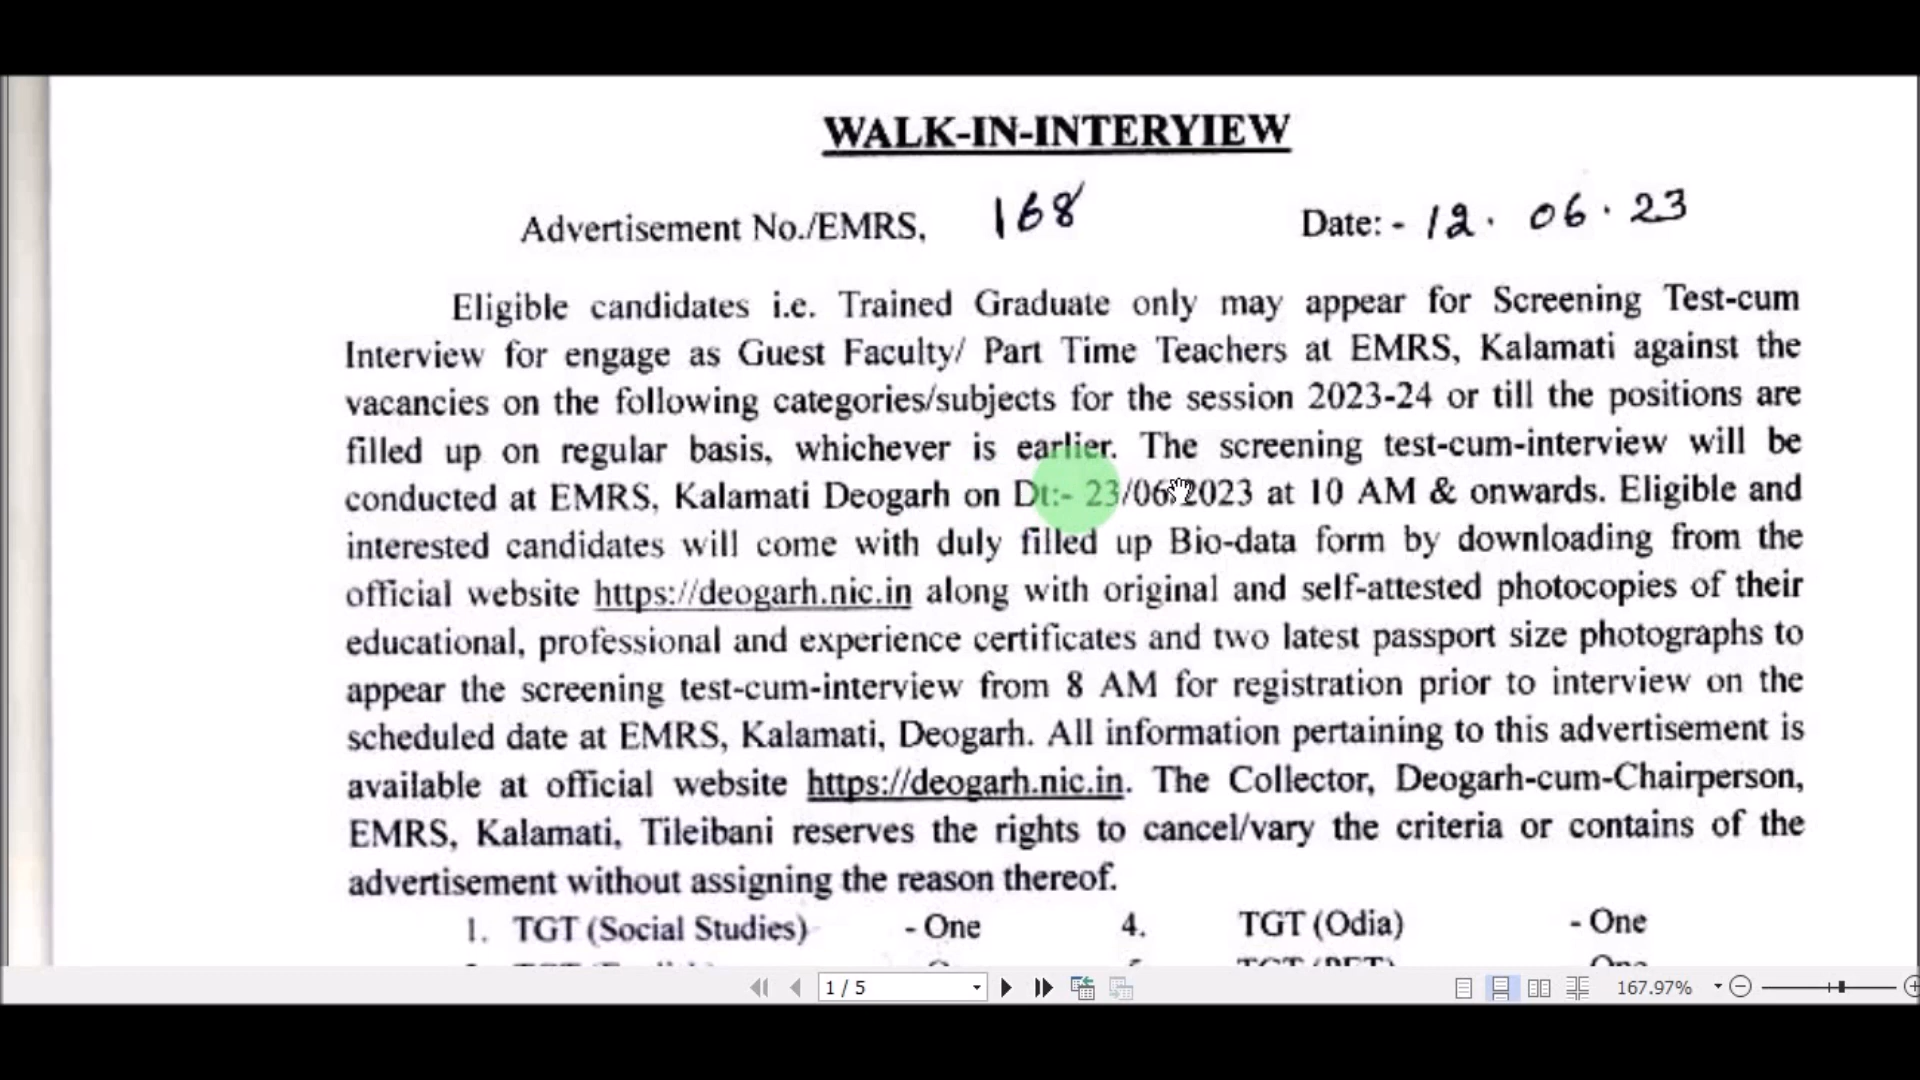 WALK-IN-INTERYIEW
Advertisement No./EMRS, 168 Date: - 12. 06. 23
Eligible candidates i.e. Trained Graduate only may appear for Screening Test-cum
Interview for engage as Guest Faculty/ Part Time Teachers at EMRS, Kalamati against the
vacancies on the following categories/subjects for the session 2023-24 or till the positions are
filled up on regular basis, whichever is earlier. The screening test-cum-interview will be
conducted at EMRS, Kalamati Deogarh on Dt:- 23/06/2023 at 10 AM & onwards. Eligible and
interested candidates will come with duly filled up Bio-data form by downloading from the
official website https://deogarh.nic.in along with original and self-attested photocopies of their
educational, professional and experience certificates and two latest passport size photographs to
appear the screening test-cum-interview from 8 AM for registration prior to interview on the
scheduled date at EMRS, Kalamati, Deogarh. All information pertaining to this advertisement is
available at official website https://deogarh.nic.in. The Collector, Deogarh-cum-Chairperson,
EMRS, Kalamati, Tileibani reserves the rights to cancel/vary the criteria or contains of the
advertisement without assigning the reason thereof.
1. TGT (Social Studies) - One 4. TGT (Odia) - One
TGT (PET)
1 / 5 167.97%